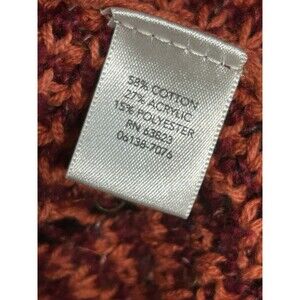 58% COTTON
27% ACRYLIC
15% POLYESTER
RN 63823
06138-7076